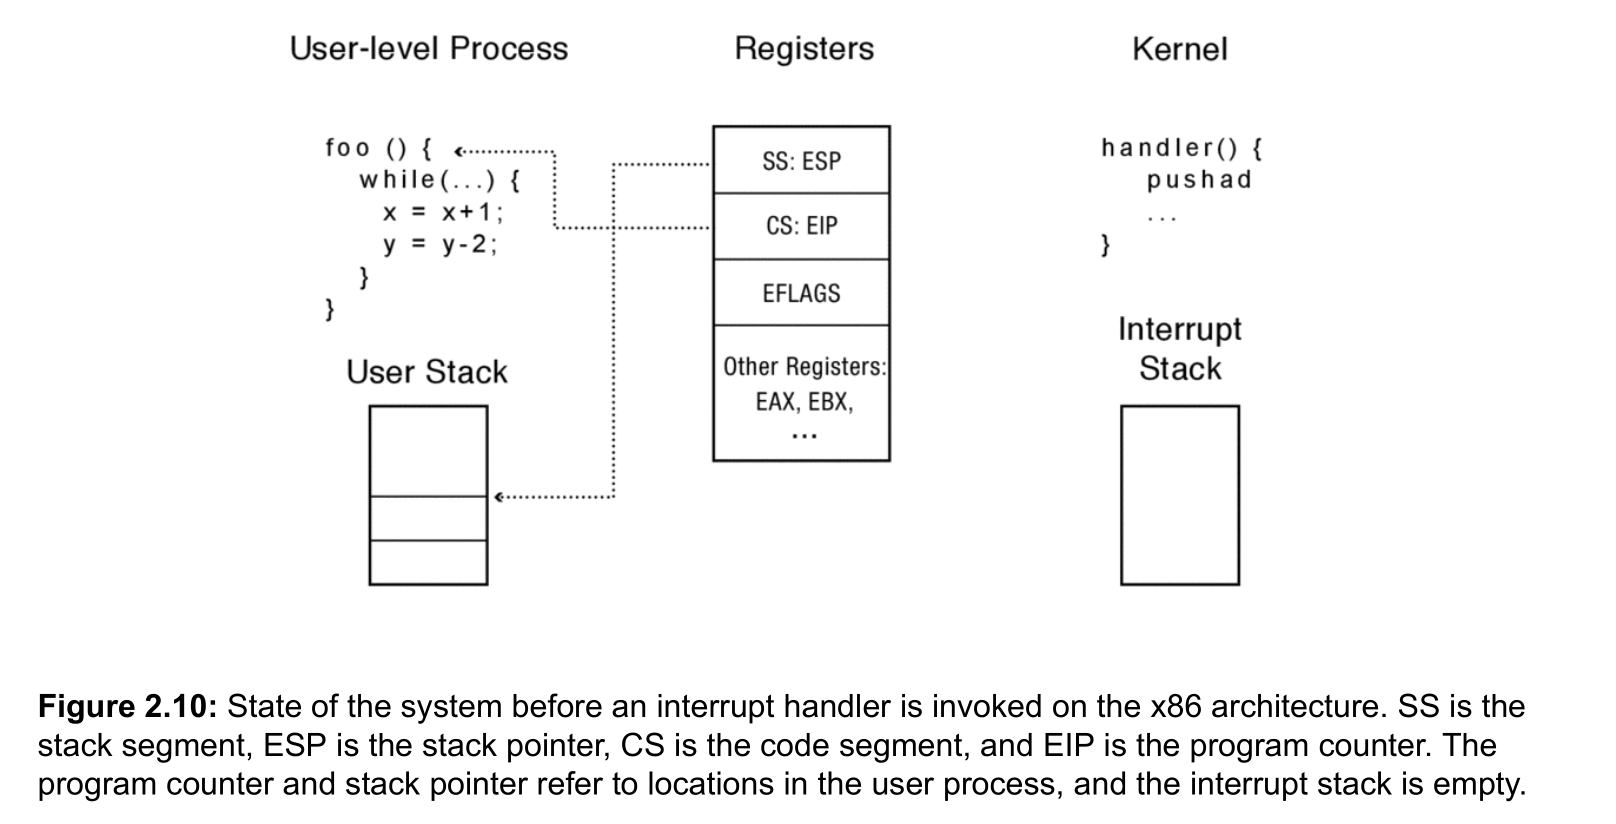 User-level Process
Registers
Kernel
foo () {
while(...) {
x = x+1;
y = y-2;
}
}
User Stack
SS: ESP
CS: EIP
EFLAGS
Other Registers:
EAX, EBX,
...
handler() {
pushad
...
}
Interrupt
Stack
Figure 2.10: State of the system before an interrupt handler is invoked on the x86 architecture. SS is the
stack segment, ESP is the stack pointer, CS is the code segment, and EIP is the program counter. The
program counter and stack pointer refer to locations in the user process, and the interrupt stack is empty.